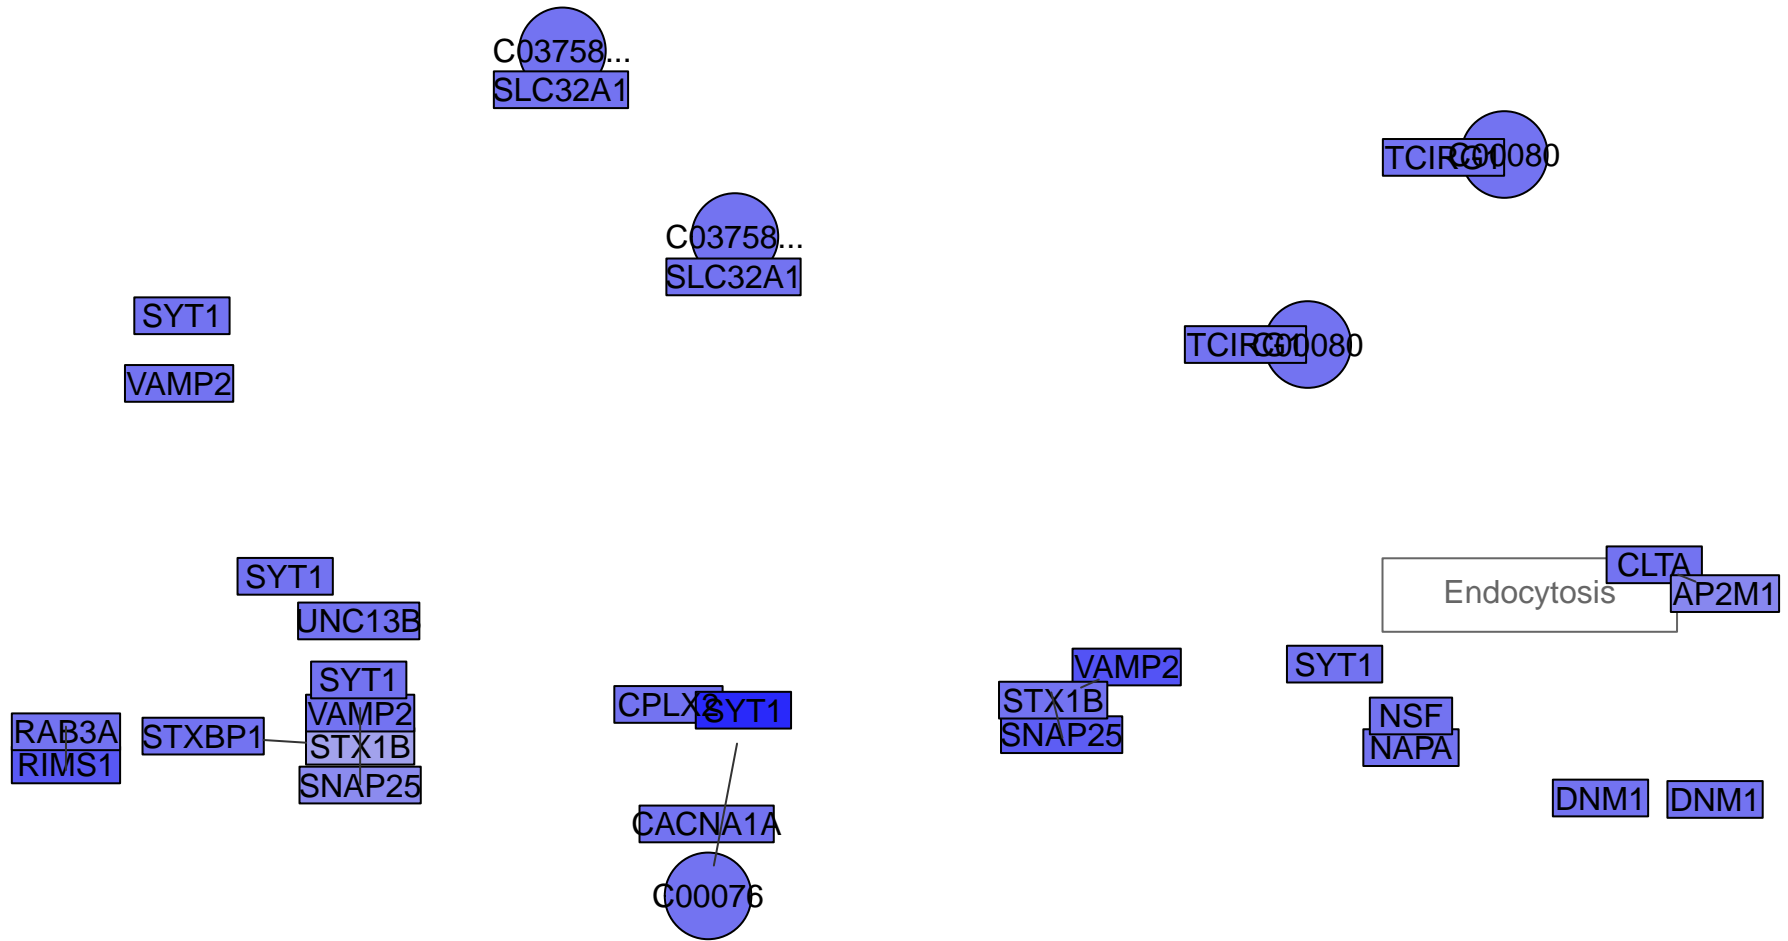 C03758...
SLC32A1
TCIRG1
C00080
C03758...
SLC32A1
SYT1
TCIRG1
C00080
VAMP2
SYT1
UNC13B
CLTA
Endocytosis
AP2M1
SYT1
VAMP2
STX1B
SNAP25
STXBP1
RAB3A
RIMS1
CPLX2
SYT1
CACNA1A
C00076
VAMP2
STX1B
SNAP25
SYT1
NSF
NAPA
DNM1
DNM1